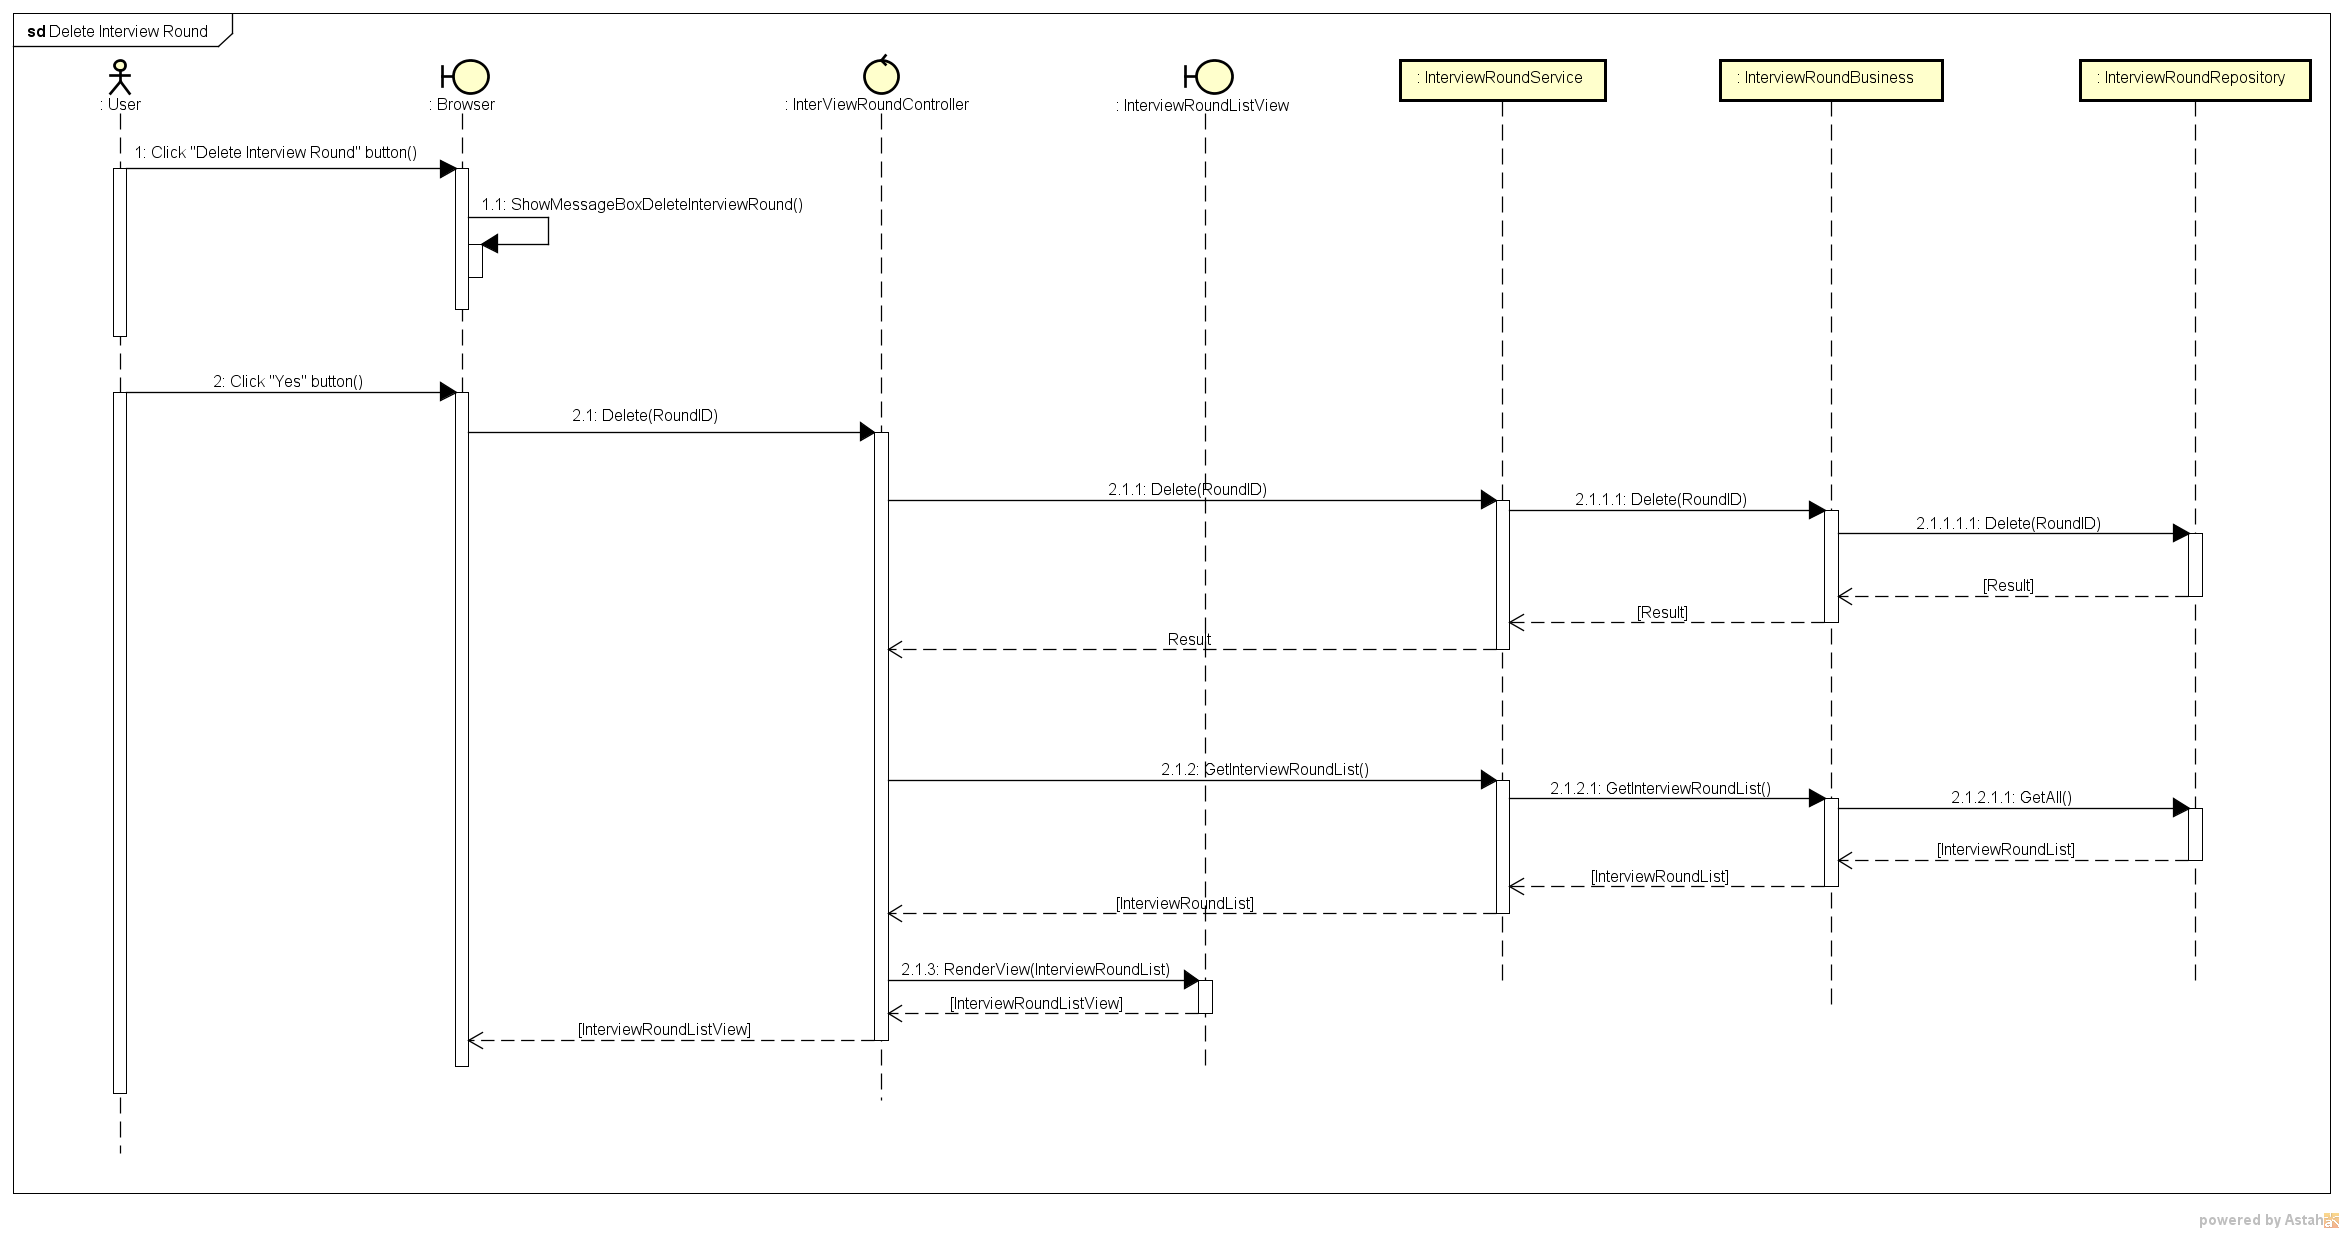 sd Delete Interview Round
: User
: Browser
: InterViewRoundController
: InterviewRoundListView
: InterviewRoundService
: InterviewRoundBusiness
: InterviewRoundRepository
1: Click "Delete Interview Round" button()
1.1: ShowMessageBoxDeleteInterviewRound()
2: Click "Yes" button()
2.1: Delete(RoundID)
2.1.1: Delete(RoundID)
2.1.1.1: Delete(RoundID)
2.1.1.1.1: Delete(RoundID)
[Result]
[Result]
Result
2.1.2: GetInterviewRoundList()
2.1.2.1: GetInterviewRoundList()
2.1.2.1.1: GetAll()
[InterviewRoundList]
[InterviewRoundList]
[InterviewRoundList]
2.1.3: RenderView(InterviewRoundList)
[InterviewRoundListView]
[InterviewRoundListView]
powered by Astah